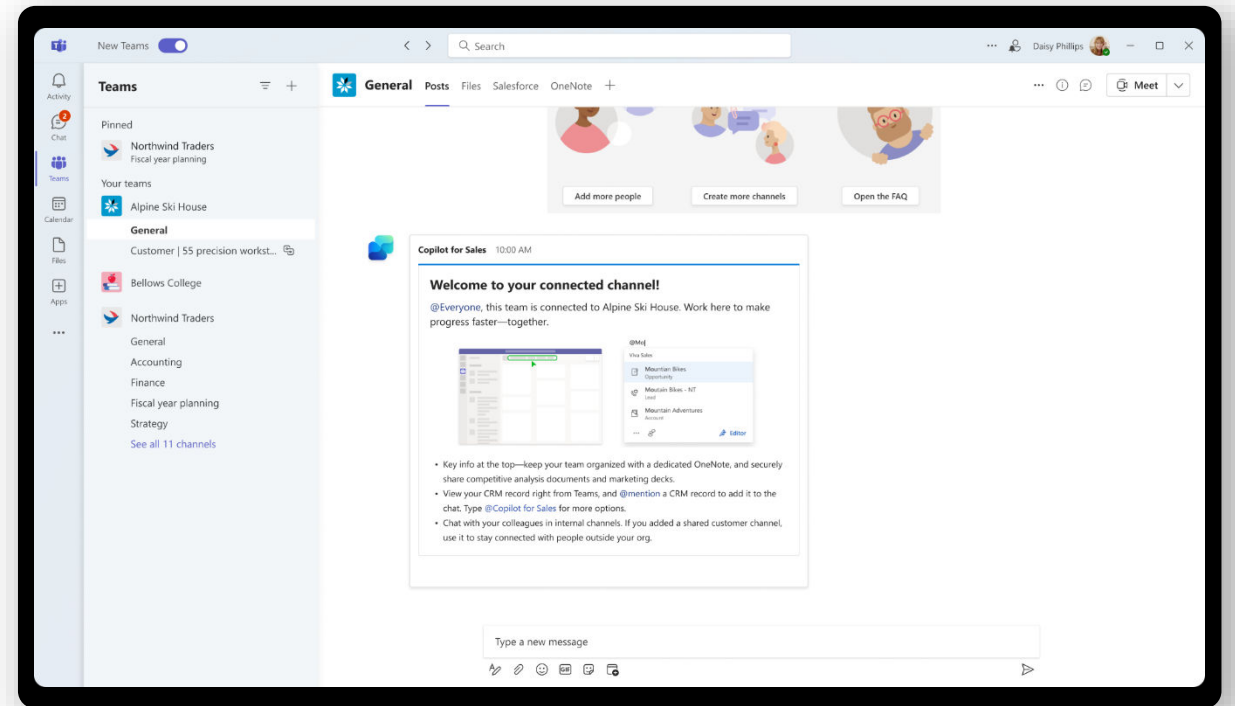 New Teams
Search
Daisy Phillips
Activity
2
Chat
Teams
Calendar
Files
Apps
Teams
Pinned
Northwind Traders
Fiscal year planning
Your teams
Alpine Ski House
General
Customer | 55 precision workst...
Bellows College
Northwind Traders
General
Accounting
Finance
Fiscal year planning
Strategy
See all 11 channels
General Posts Files Salesforce OneNote
Meet
Add more people
Create more channels
Open the FAQ
Copilot for Sales 10:00 AM
Welcome to your connected channel!
@Everyone, this team is connected to Alpine Ski House. Work here to make
progress faster—together.
@Mo
Viva Sales
Mountian Bikes
Opportunity
Moutain Bikes - NT
Lead
Mountain Adventures
Account
Editor
• Key info at the top—keep your team organized with a dedicated OneNote, and securely
share competitive analysis documents and marketing decks.
• View your CRM record right from Teams, and @mention a CRM record to add it to the
chat. Type @Copilot for Sales for more options.
• Chat with your colleagues in internal channels. If you added a shared customer channel,
use it to stay connected with people outside your org.
Type a new message
GIF